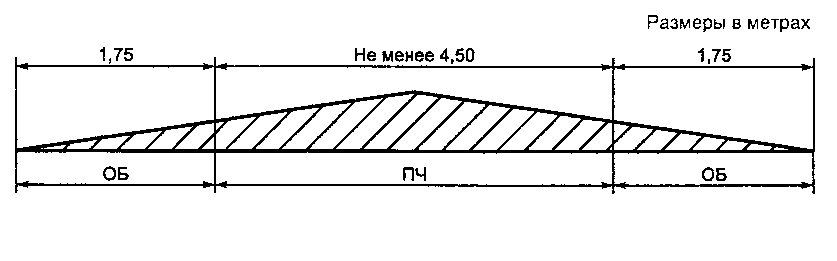 Размеры в метрах
1,75 Не менее 4,50 1,75
ОБ ПЧ ОБ